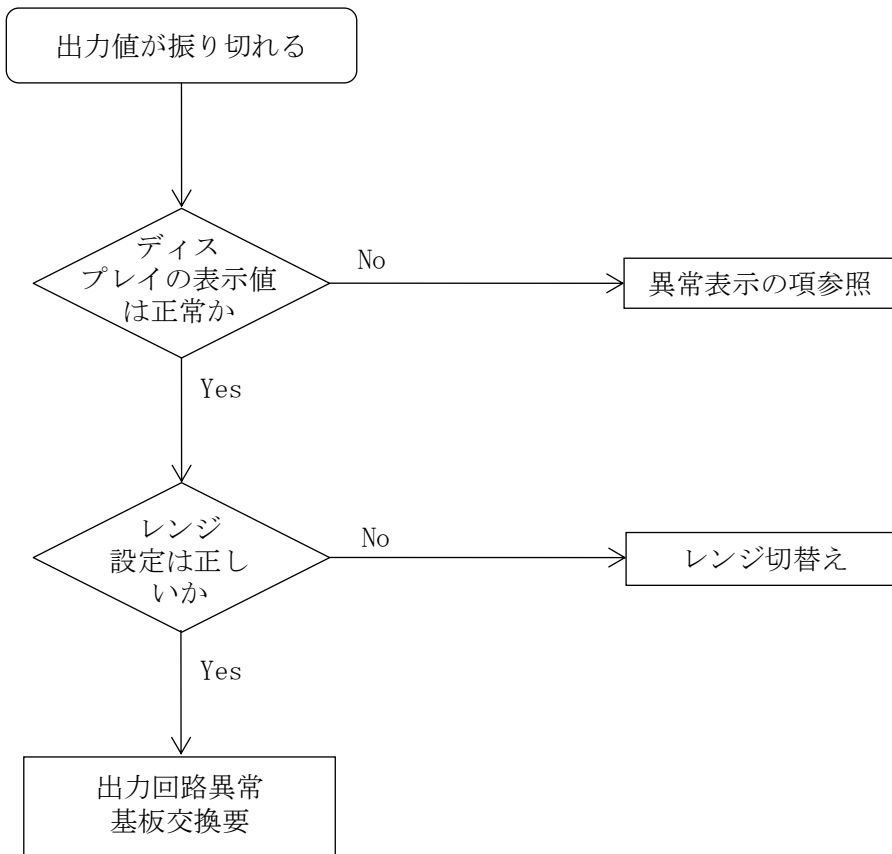 出力値が振り切れる
ディス
プレイの表示値
は正常か
No
異常表示の項参照
Yes
レンジ
設定は正し
いか
No
レンジ切替え
Yes
出力回路異常
基板交換要